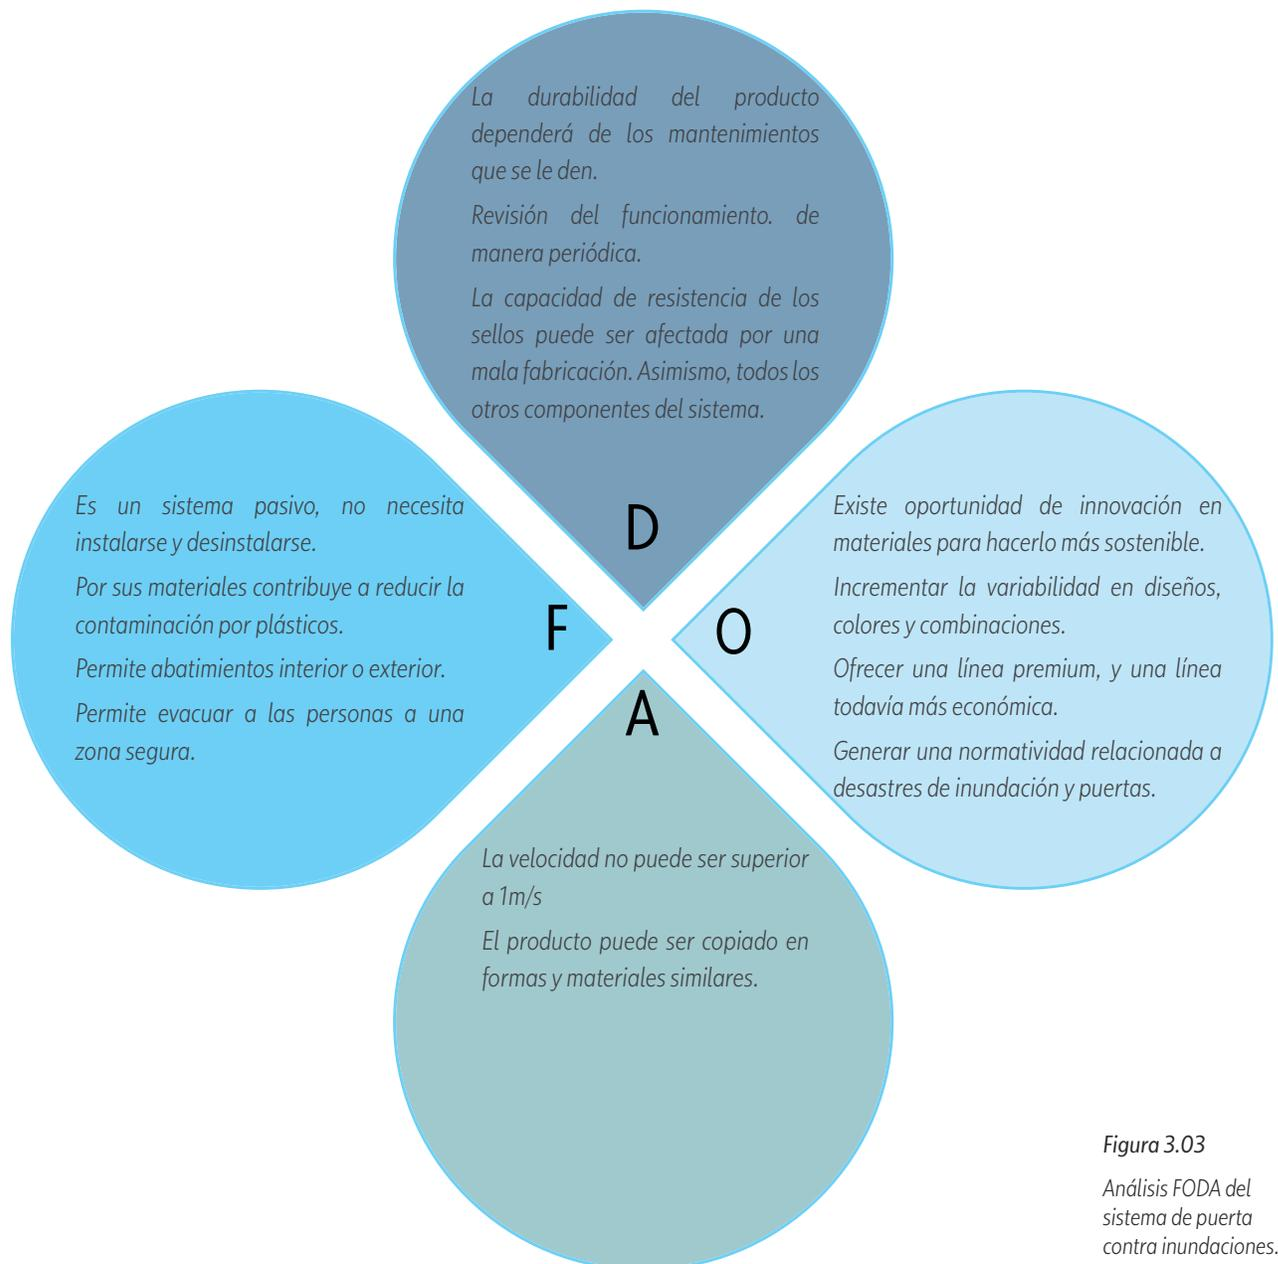 La durabilidad del producto
dependerá de los mantenimientos
que se le den.
Revisión del funcionamiento. de
manera periódica.
La capacidad de resistencia de los
sellos puede ser afectada por una
mala fabricación. Asimismo, todos los
otros componentes del sistema.
D
Es un sistema pasivo, no necesita
instalarse y desinstalarse.
Por sus materiales contribuye a reducir la
contaminación por plásticos.
Permite abatimientos interior o exterior.
Permite evacuar a las personas a una
zona segura.
F
O
Existe oportunidad de innovación en
materiales para hacerlo más sostenible.
Incrementar la variabilidad en diseños,
colores y combinaciones.
Ofrecer una línea premium, y una línea
todavía más económica.
Generar una normatividad relacionada a
desastres de inundación y puertas.
A
La velocidad no puede ser superior
a 1m/s
El producto puede ser copiado en
formas y materiales similares.
Figura 3.03
Análisis FODA del
sistema de puerta
contra inundaciones.